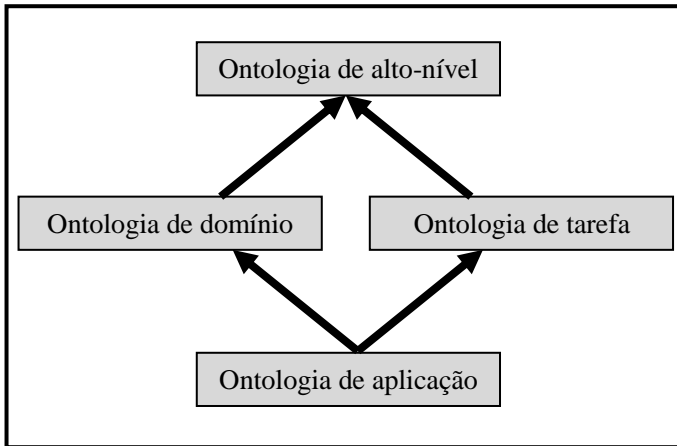 Ontologia de alto-nível
Ontologia de domínio
Ontologia de tarefa
Ontologia de aplicação